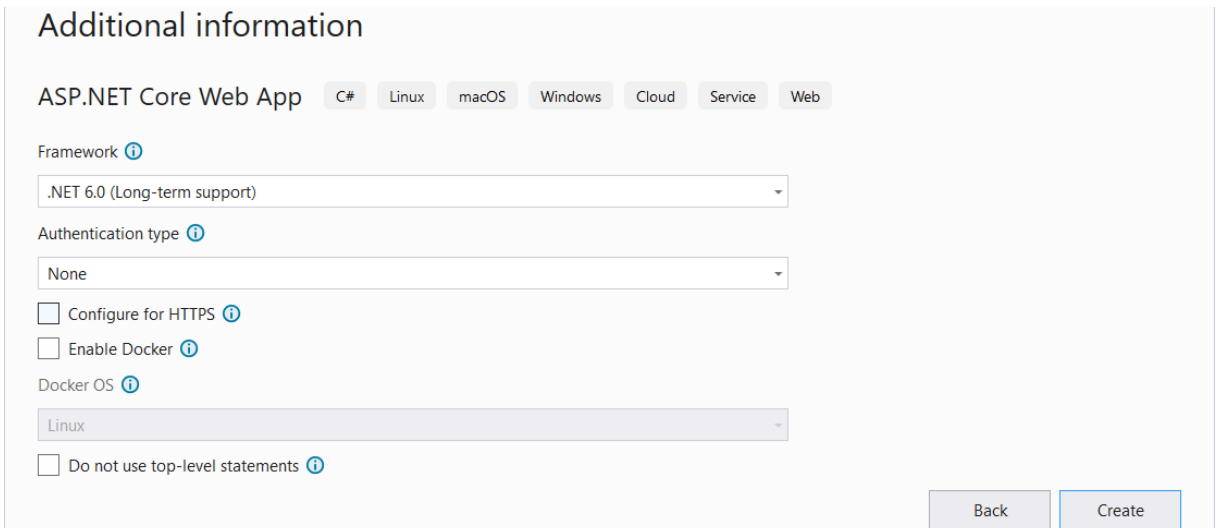 Additional information
ASP.NET Core Web App C# Linux macOS Windows Cloud Service Web
Framework
.NET 6.0 (Long-term support)
Authentication type
None
Configure for HTTPS
Enable Docker
Docker OS
Linux
Do not use top-level statements
Back Create